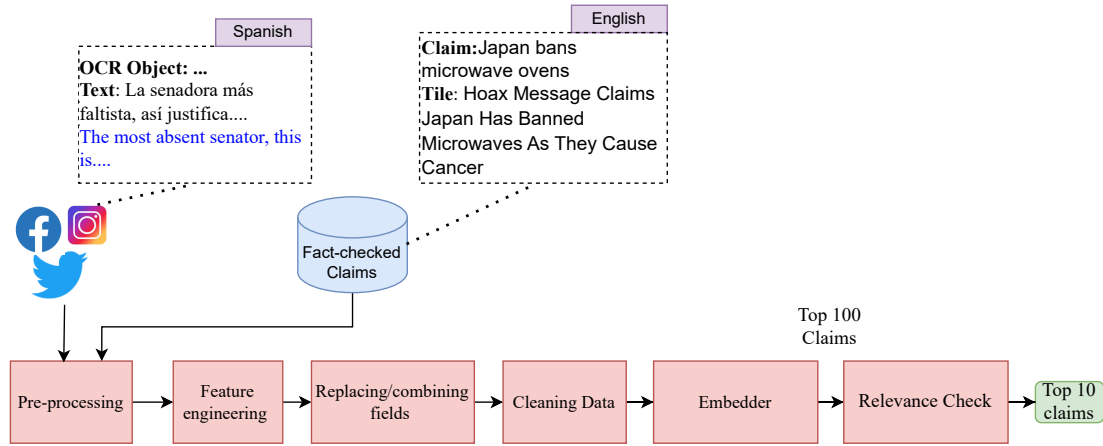 Spanish
OCR Object: ...
Text: La senadora más
faltista, así justifica....
The most absent senator, this
is....
English
Claim:Japan bans
microwave ovens
Tile: Hoax Message Claims
Japan Has Banned
Microwaves As They Cause
Cancer
Fact-checked
Claims
Top 100
Claims
Pre-processing
Feature
engineering
Replacing/combining
fields
Cleaning Data
Embedder
Relevance Check
Top 10
claims